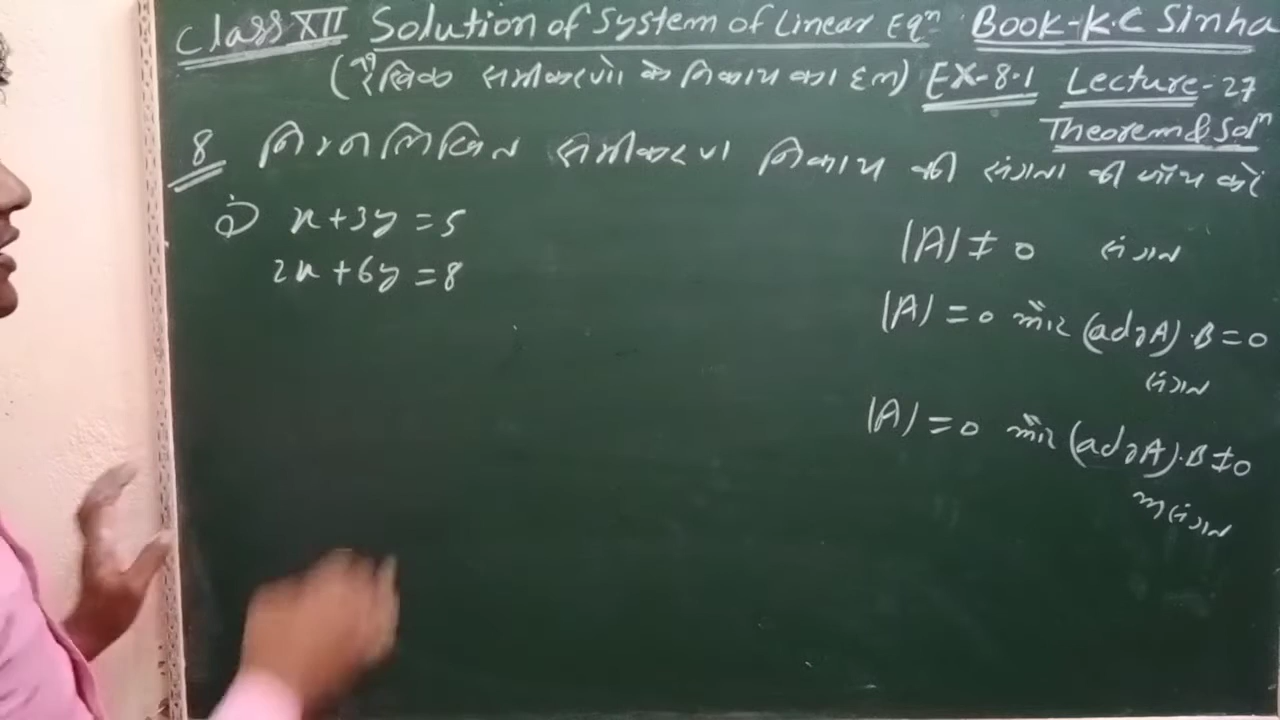 Class XII Solution of System of Linear Eqⁿ Book-K.C Sinha
(रैखिक समीकरणों के निकाय का हल) EX-8.1 Lecture-27
Theorem & Solⁿ
8 निम्नलिखित समीकरण निकाय की संगतता की जाँच करें
i) x+3y=5
2x+6y=8
|A| ≠ 0 संगत
|A| = 0 और (adjA).B=0
संगत
|A| = 0 और (adjA).B≠0
असंगत